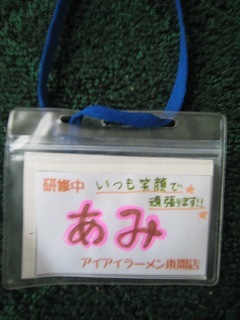 研修中 いつも笑顔で☆
頑張ります!!☆
あみ
アイアイラーメン東開店